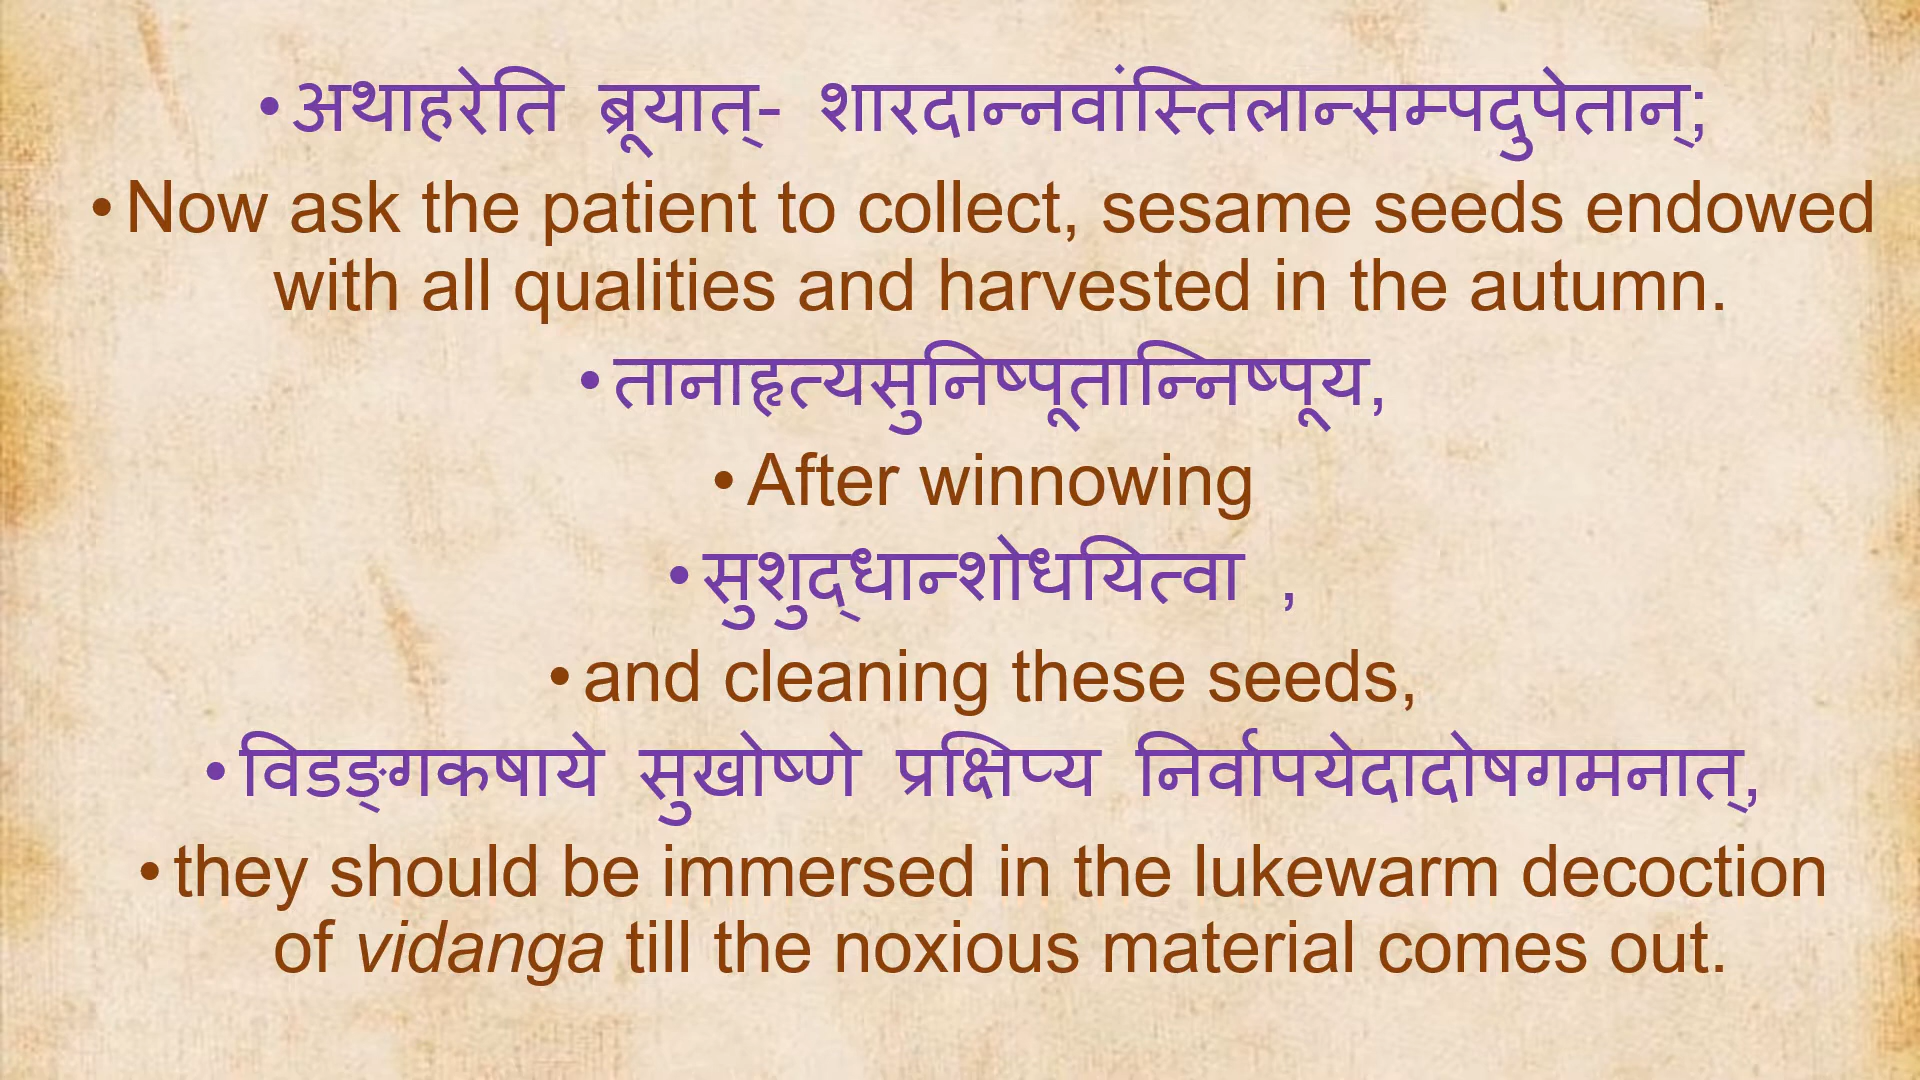 • अथाहरेति ब्रूयात्- शारदान्नवांस्तिलान्सम्पदुपेतान्;
• Now ask the patient to collect, sesame seeds endowed
with all qualities and harvested in the autumn.
• तानाहृत्यसुनिष्पूतान्निष्पूय,
• After winnowing
• सुशुद्‌धान्शोधयित्वा ,
• and cleaning these seeds,
• विडङ्गकषाये सुखोष्णे प्रक्षिप्य निर्वापयेदादोषगमनात्,
• they should be immersed in the lukewarm decoction
of vidanga till the noxious material comes out.